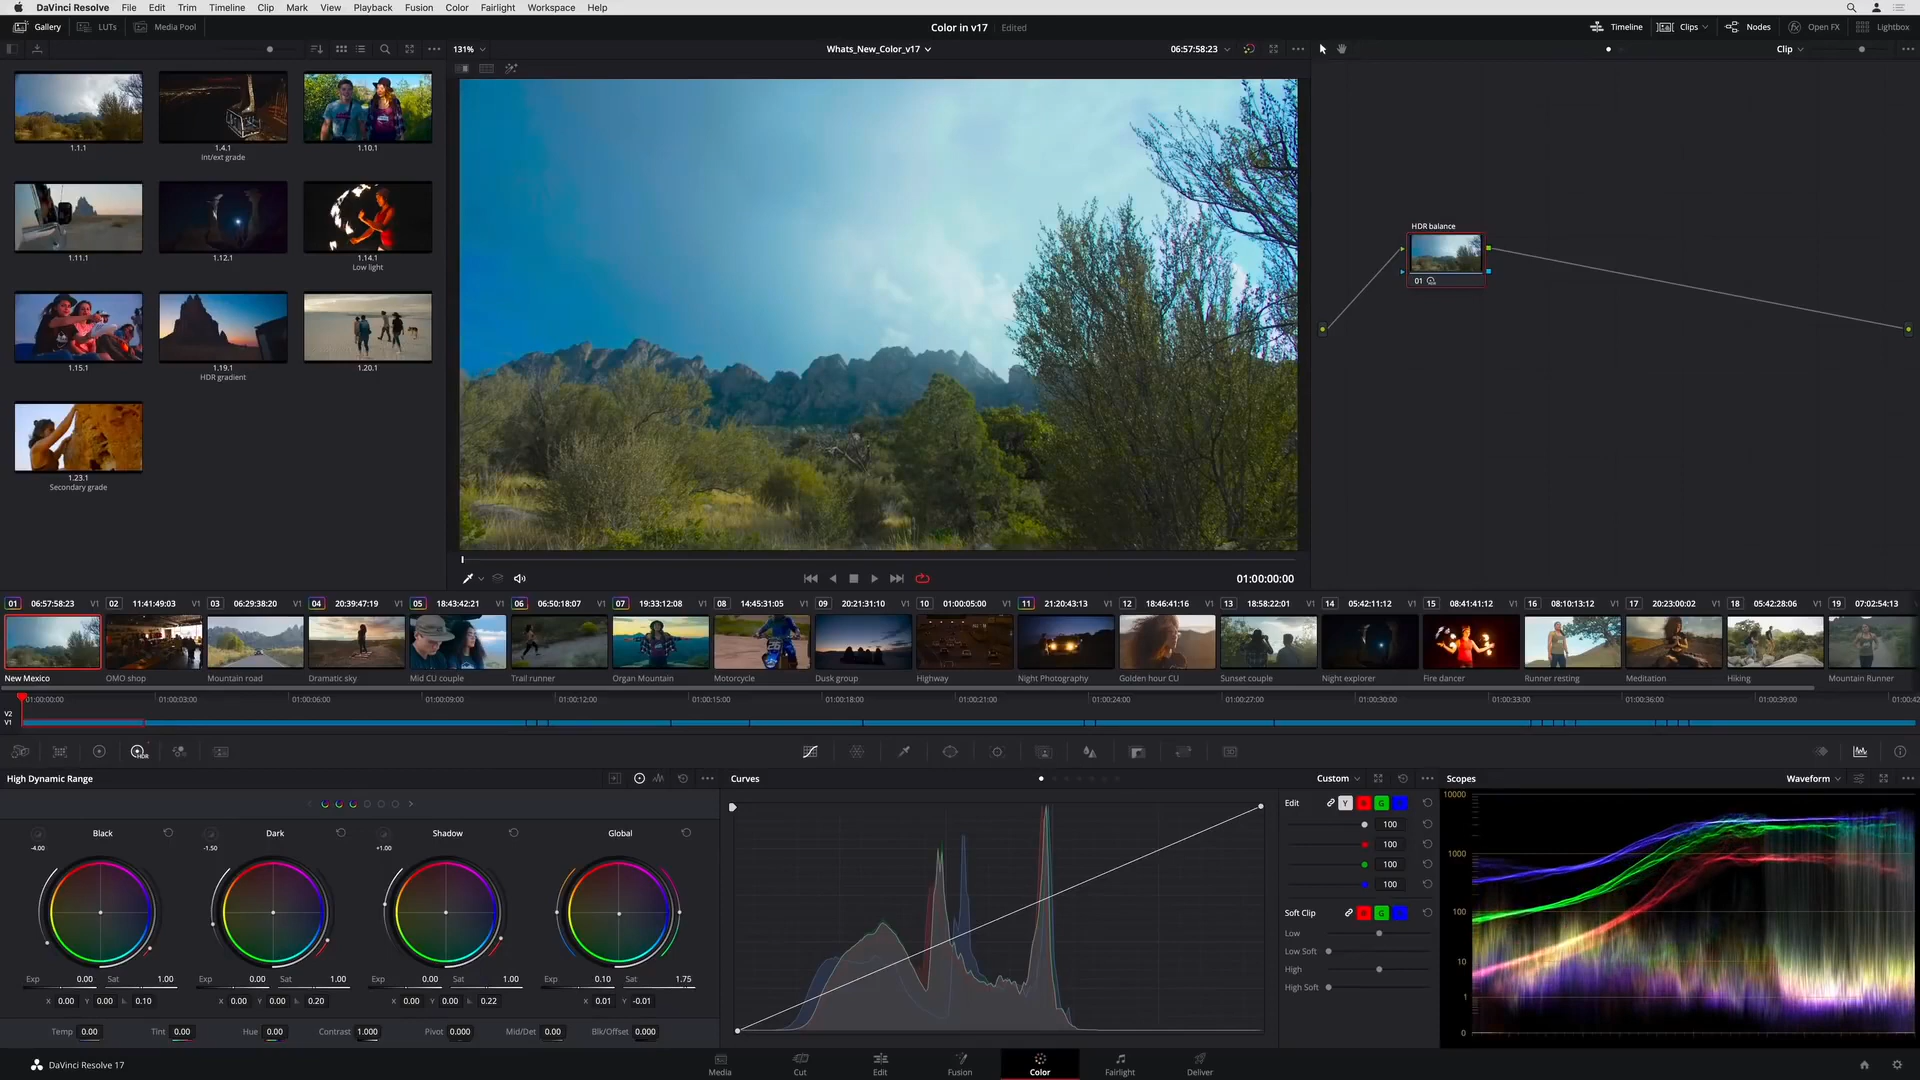 DaVinci Resolve File Edit Trim Timeline Clip Mark View Playback Fusion Color Fairlight Workspace Help
Gallery LUTs Media Pool Color in v17 Edited Timeline Clips Nodes Open FX Lightbox
131% Whats_New_Color_v17 06:57:58:23 Clip
1.1.1
1.4.1
Int/ext grade
1.10.1
1.11.1
1.12.1
1.14.1
Low light
1.15.1
1.19.1
HDR gradient
1.20.1
1.23.1
Secondary grade
HDR balance
01
01:00:00:00
01 06:57:58:23 V1 02 11:41:49:03 V1 03 06:29:38:20 V1 04 20:39:47:19 V1 05 18:43:42:21 V1 06 06:50:18:07 V1 07 19:33:12:08 V1 08 14:45:31:05 V1 09 20:21:31:10 V1 10 01:00:05:00 V1 11 21:20:43:13 V1 12 18:46:41:16 V1 13 18:58:22:01 V1 14 05:42:11:12 V1 15 08:41:41:12 V1 16 08:10:13:12 V1 17 20:23:00:02 V1 18 05:42:28:06 V1 19 07:02:54:13 V1
New Mexico OMO shop Mountain road Dramatic sky Mid CU couple Trail runner Organ Mountain Motorcycle Dusk group Highway Night Photography Golden hour CU Sunset couple Night explorer Fire dancer Runner resting Meditation Hiking Mountain Runner
01:00:00:00 01:00:03:00 01:00:06:00 01:00:09:00 01:00:12:00 01:00:15:00 01:00:18:00 01:00:21:00 01:00:24:00 01:00:27:00 01:00:30:00 01:00:33:00 01:00:36:00 01:00:39:00 01:00:42
V2
V1
HDR
High Dynamic Range Curves Custom Scopes Waveform
Black Dark Shadow Global
-4.00 -1.50 +1.00
Exp 0.00 Sat 1.00 Exp 0.00 Sat 1.00 Exp 0.00 Sat 1.00 Exp 0.10 Sat 1.75
X 0.00 Y 0.00 0.10 X 0.00 Y 0.00 0.20 X 0.00 Y 0.00 0.22 X 0.01 Y -0.01
Temp 0.00 Tint 0.00 Hue 0.00 Contrast 1.000 Pivot 0.000 Mid/Det 0.00 Blk/Offset 0.000
Edit Y R G B
100
100
100
100
Soft Clip R G B
Low
Low Soft
High
High Soft
10000
1000
100
10
1
0
DaVinci Resolve 17 Media Cut Edit Fusion Color Fairlight Deliver